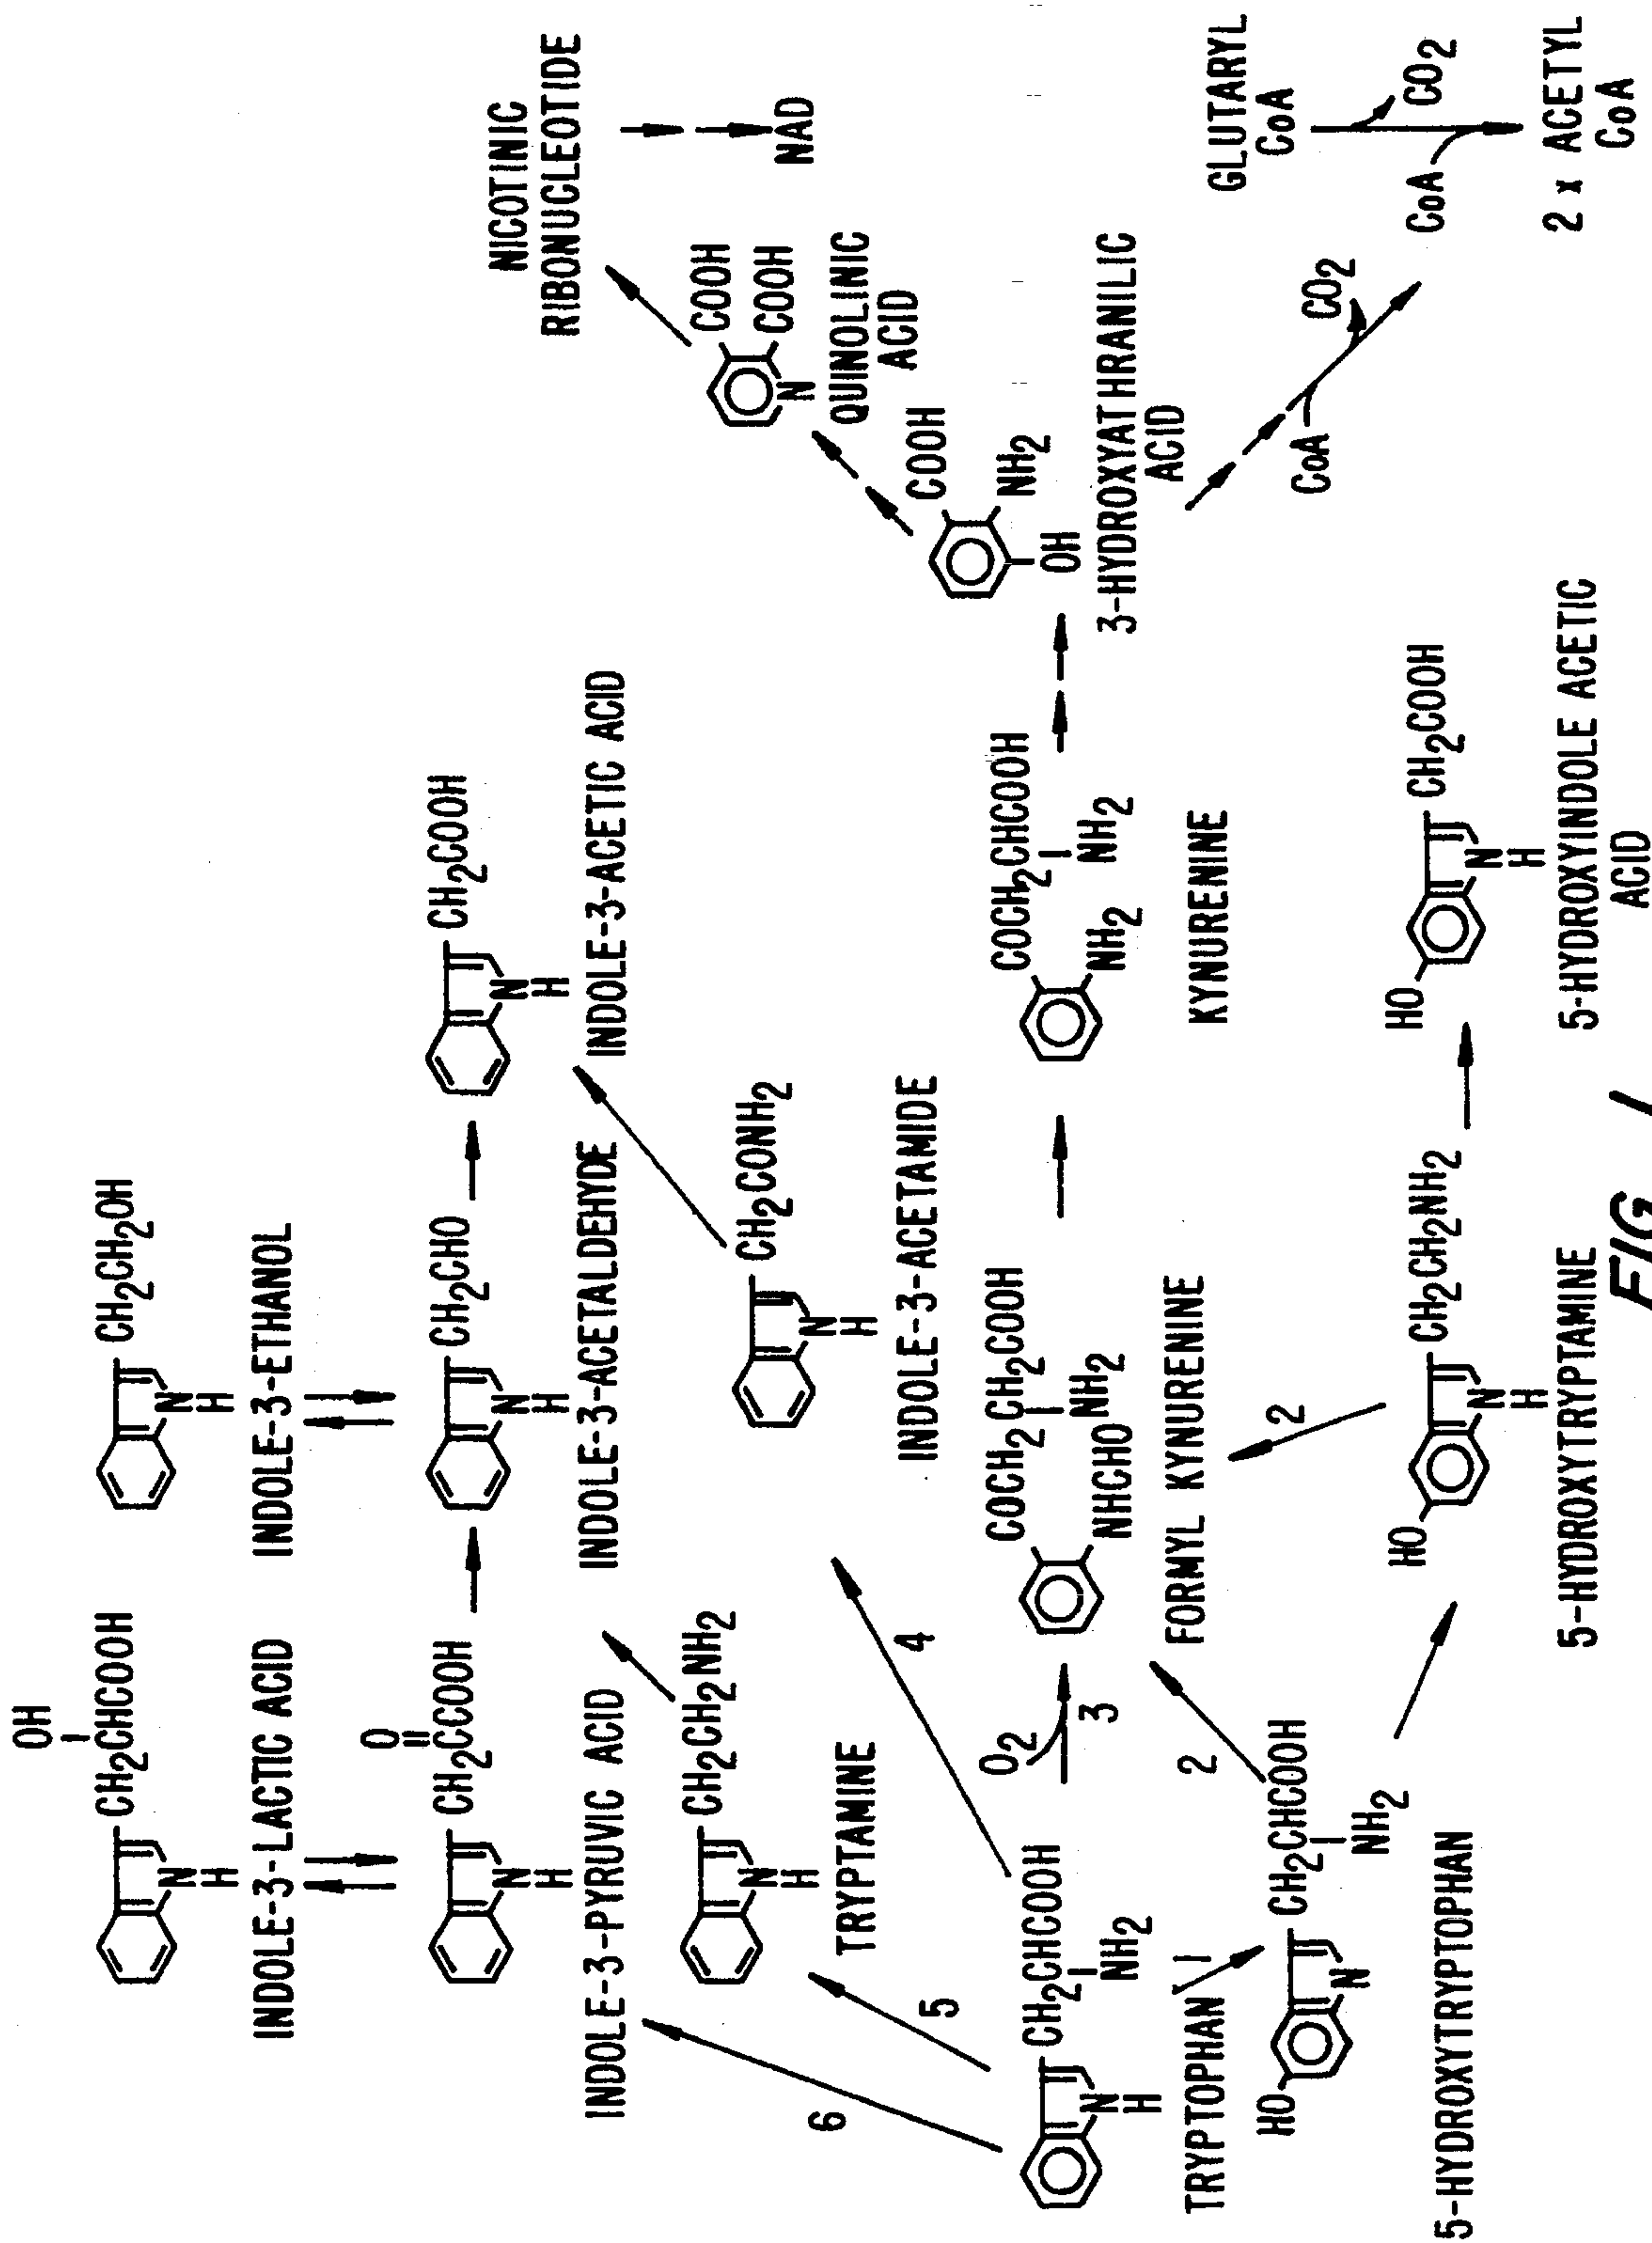 OH
CH2CHCOOH
N
H
INDOLE-3-LACTIC ACID
CH2CH2OH
N
H
INDOLE-3-ETHANOL
O
CH2CCOOH
N
H
INDOLE-3-PYRUVIC ACID
CH2CHO
N
H
INDOLE-3-ACETALDEHYDE
CH2COOH
N
H
INDOLE-3-ACETIC ACID
NICOTINIC
RIBONUCLEOTIDE
NAD
CH2CH2NH2
N
H
TRYPTAMINE
CH2CONH2
N
H
INDOLE-3-ACETAMIDE
COOH
COOH
N
QUINOLINIC
ACID
6
5
4
CH2CHCOOH
NH2
N
H
TRYPTOPHAN
O2
3
COCH2CH2COOH
NH2
NHCHO
FORMYL KYNURENINE
COCH2CHCOOH
NH2
NH2
KYNURENINE
COOH
NH2
OH
3-HYDROXYATHRANILIC
ACID
GLUTARYL
CoA
CO2
CoA
CO2
CoA
2 x ACETYL
CoA
1
2
2
HO
CH2CHCOOH
NH2
N
5-HYDROXYTRYPTOPHAN
HO
CH2CH2NH2
N
H
5-HYDROXYTRYPTAMINE
HO
CH2COOH
N
H
5-HYDROXYINDOLE ACETIC
ACID
FIG. 1